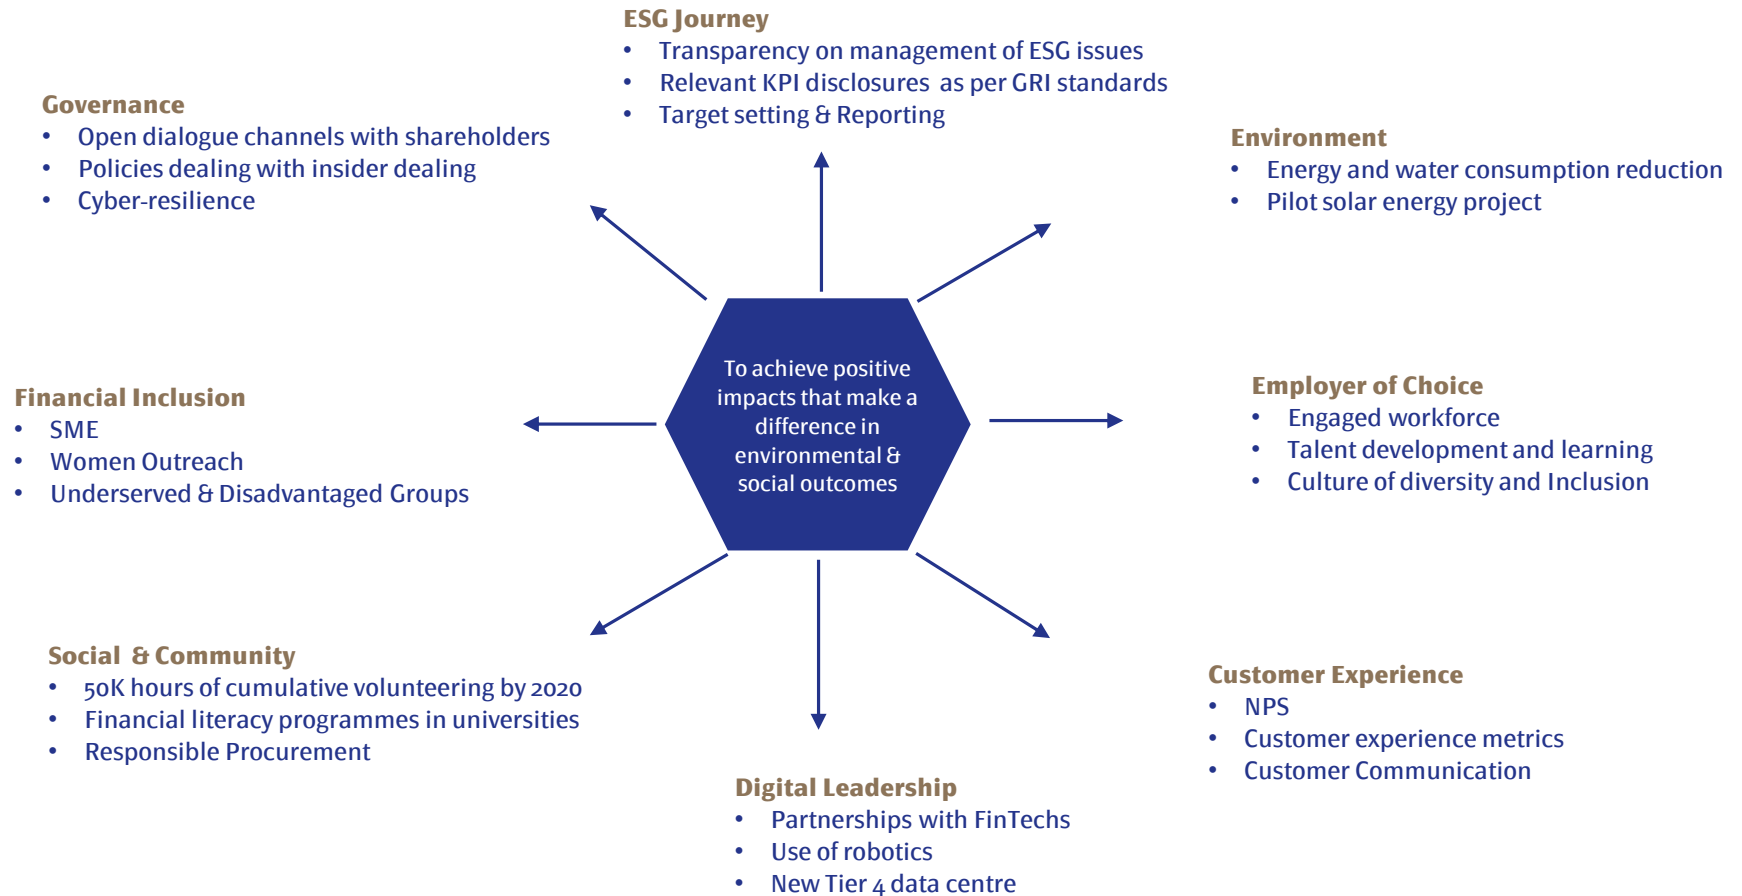 ESG Journey
• Transparency on management of ESG issues
• Relevant KPI disclosures as per GRI standards
• Target setting & Reporting
Governance
• Open dialogue channels with shareholders
• Policies dealing with insider dealing
• Cyber-resilience
Environment
• Energy and water consumption reduction
• Pilot solar energy project
To achieve positive
impacts that make a
difference in
environmental &
social outcomes
Financial Inclusion
• SME
• Women Outreach
• Underserved & Disadvantaged Groups
Employer of Choice
• Engaged workforce
• Talent development and learning
• Culture of diversity and Inclusion
Social & Community
• 50K hours of cumulative volunteering by 2020
• Financial literacy programmes in universities
• Responsible Procurement
Customer Experience
• NPS
• Customer experience metrics
• Customer Communication
Digital Leadership
• Partnerships with FinTechs
• Use of robotics
• New Tier 4 data centre